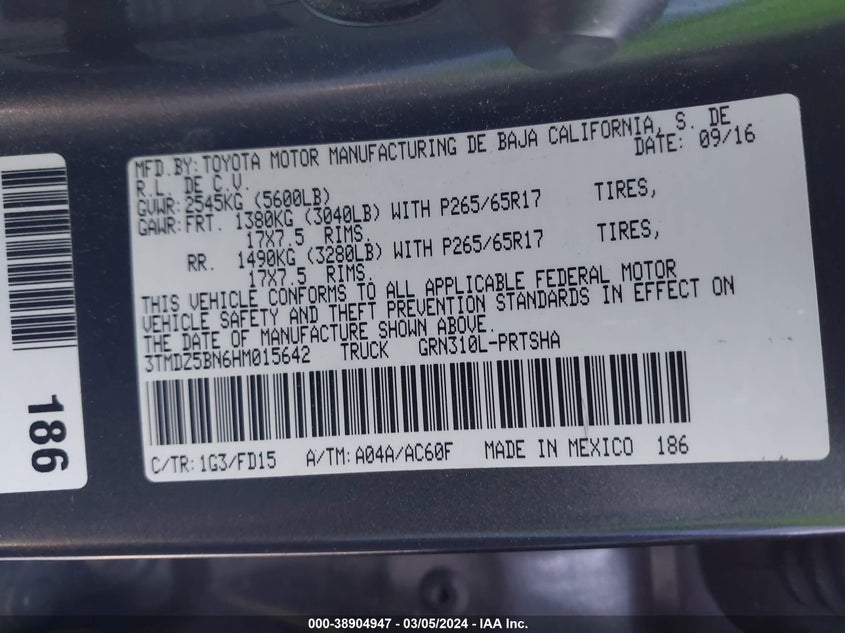 MFD.BY:TOYOTA MOTOR MANUFACTURING DE BAJA CALIFORNIA, S. DE
R.L. DE C.V. DATE: 09/16
GVWR:2545KG (5600LB)
GAWR:FRT. 1380KG (3040LB) WITH P265/65R17 TIRES,
17X7.5 RIMS.
RR. 1490KG (3280LB) WITH P265/65R17 TIRES,
17X7.5 RIMS.
THIS VEHICLE CONFORMS TO ALL APPLICABLE FEDERAL MOTOR
VEHICLE SAFETY AND THEFT PREVENTION STANDARDS IN EFFECT ON
THE DATE OF MANUFACTURE SHOWN ABOVE.
3TMDZ5BN6HM015642 TRUCK GRN310L-PRTSHA
C/TR:1G3/FD15 A/TM:A04A/AC60F MADE IN MEXICO 186
186
000-38904947 - 03/05/2024 - IAA Inc.